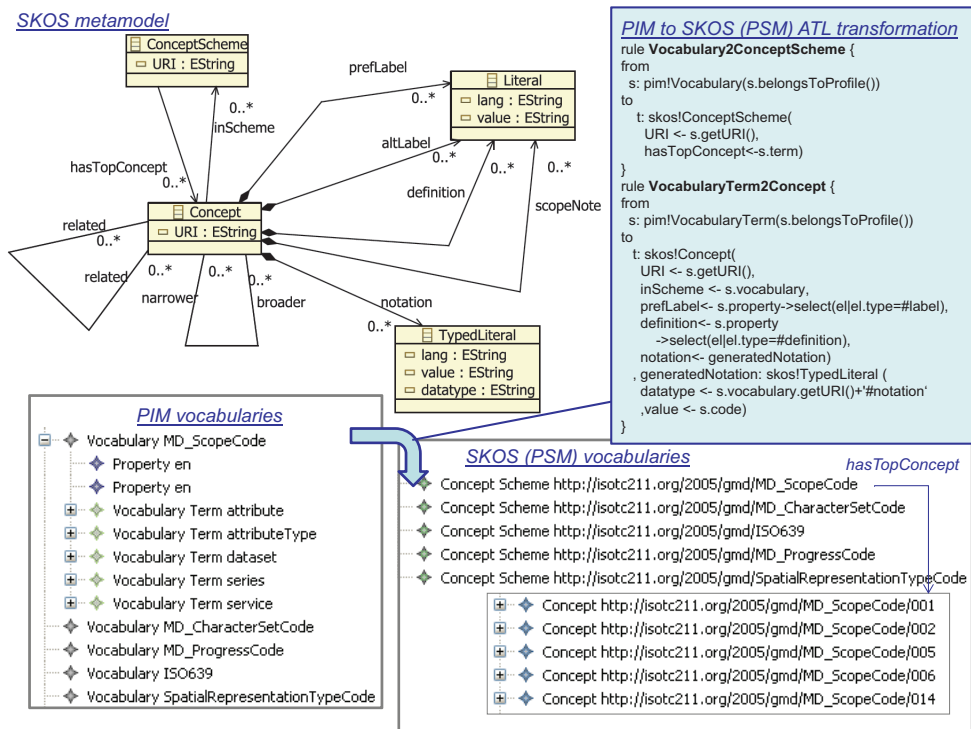 SKOS metamodel
ConceptScheme
URI : EString
prefLabel
0..*
Literal
lang : EString
value : EString
0..*
inScheme
altLabel
0..*
0..*
0..*
hasTopConcept
0..*
definition
scopeNote
Concept
URI : EString
related
0..*
related
0..*
0..*
0..*
narrower
broader
notation
0..*
TypedLiteral
lang : EString
value : EString
datatype : EString
PIM to SKOS (PSM) ATL transformation
rule Vocabulary2ConceptScheme {
from
s: pim!Vocabulary(s.belongsToProfile())
to
t: skos!ConceptScheme(
URI <- s.getURI(),
hasTopConcept<-s.term)
}
rule VocabularyTerm2Concept {
from
s: pim!VocabularyTerm(s.belongsToProfile())
to
t: skos!Concept(
URI <- s.getURI(),
inScheme <- s.vocabulary,
prefLabel<- s.property->select(el|el.type=#label),
definition<- s.property
->select(el|el.type=#definition),
notation<- generatedNotation)
, generatedNotation: skos!TypedLiteral (
datatype <- s.vocabulary.getURI()+'#notation‘
,value <- s.code)
}
PIM vocabularies
Vocabulary MD_ScopeCode
Property en
Property en
Vocabulary Term attribute
Vocabulary Term attributeType
Vocabulary Term dataset
Vocabulary Term series
Vocabulary Term service
Vocabulary MD_CharacterSetCode
Vocabulary MD_ProgressCode
Vocabulary ISO639
Vocabulary SpatialRepresentationTypeCode
SKOS (PSM) vocabularies
hasTopConcept
Concept Scheme http://isotc211.org/2005/gmd/MD_ScopeCode
Concept Scheme http://isotc211.org/2005/gmd/MD_CharacterSetCode
Concept Scheme http://isotc211.org/2005/gmd/ISO639
Concept Scheme http://isotc211.org/2005/gmd/MD_ProgressCode
Concept Scheme http://isotc211.org/2005/gmd/SpatialRepresentationTypeCode
Concept http://isotc211.org/2005/gmd/MD_ScopeCode/001
Concept http://isotc211.org/2005/gmd/MD_ScopeCode/002
Concept http://isotc211.org/2005/gmd/MD_ScopeCode/005
Concept http://isotc211.org/2005/gmd/MD_ScopeCode/006
Concept http://isotc211.org/2005/gmd/MD_ScopeCode/014